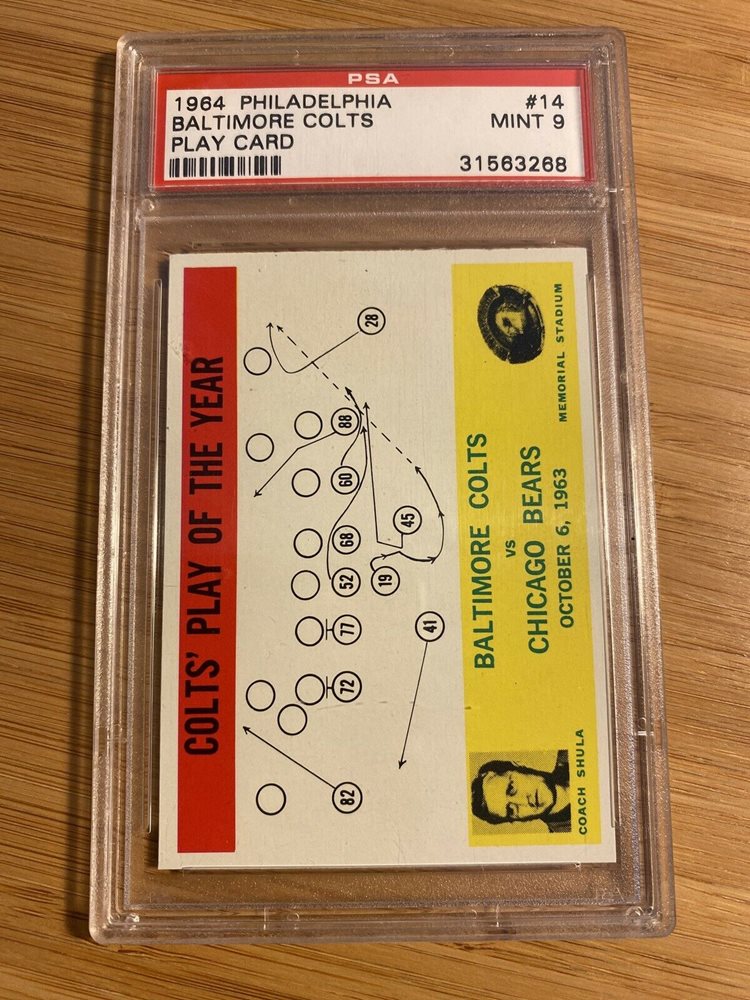 PSA
1964 PHILADELPHIA #14
BALTIMORE COLTS MINT 9
PLAY CARD
31563268
COLTS' PLAY OF THE YEAR
28
88
60
45
68
52
19
77
41
72
82
BALTIMORE COLTS
VS
CHICAGO BEARS
OCTOBER 6, 1963
COACH SHULA
MEMORIAL STADIUM